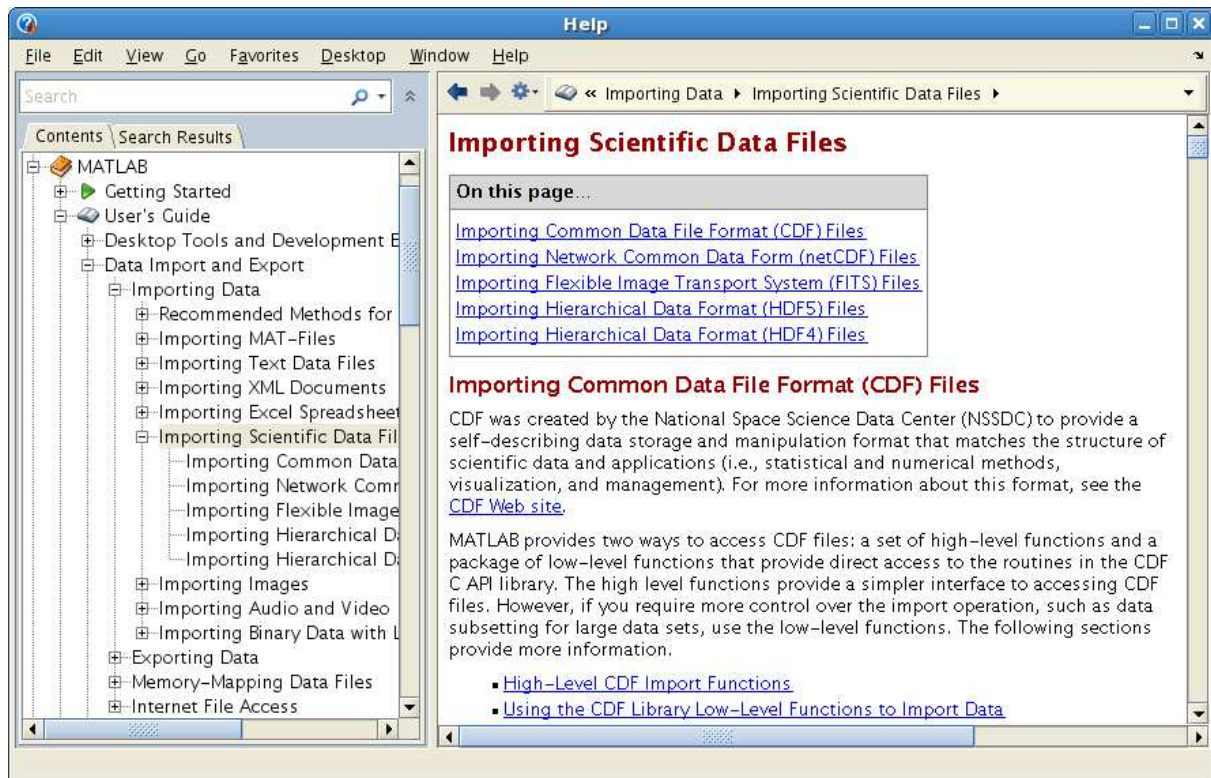 Help
File Edit View Go Favorites Desktop Window Help
Search
Contents Search Results
MATLAB
Getting Started
User's Guide
Desktop Tools and Development E
Data Import and Export
Importing Data
Recommended Methods for
Importing MAT-Files
Importing Text Data Files
Importing XML Documents
Importing Excel Spreadsheet
Importing Scientific Data Fil
Importing Common Data
Importing Network Comr
Importing Flexible Image
Importing Hierarchical Da
Importing Hierarchical Da
Importing Images
Importing Audio and Video
Importing Binary Data with L
Exporting Data
Memory-Mapping Data Files
Internet File Access
« Importing Data ▸ Importing Scientific Data Files ▸
Importing Scientific Data Files
On this page...
Importing Common Data File Format (CDF) Files
Importing Network Common Data Form (netCDF) Files
Importing Flexible Image Transport System (FITS) Files
Importing Hierarchical Data Format (HDF5) Files
Importing Hierarchical Data Format (HDF4) Files
Importing Common Data File Format (CDF) Files
CDF was created by the National Space Science Data Center (NSSDC) to provide a
self-describing data storage and manipulation format that matches the structure of
scientific data and applications (i.e., statistical and numerical methods,
visualization, and management). For more information about this format, see the
CDF Web site.
MATLAB provides two ways to access CDF files: a set of high-level functions and a
package of low-level functions that provide direct access to the routines in the CDF
C API library. The high level functions provide a simpler interface to accessing CDF
files. However, if you require more control over the import operation, such as data
subsetting for large data sets, use the low-level functions. The following sections
provide more information.
▪ High-Level CDF Import Functions
▪ Using the CDF Library Low-Level Functions to Import Data